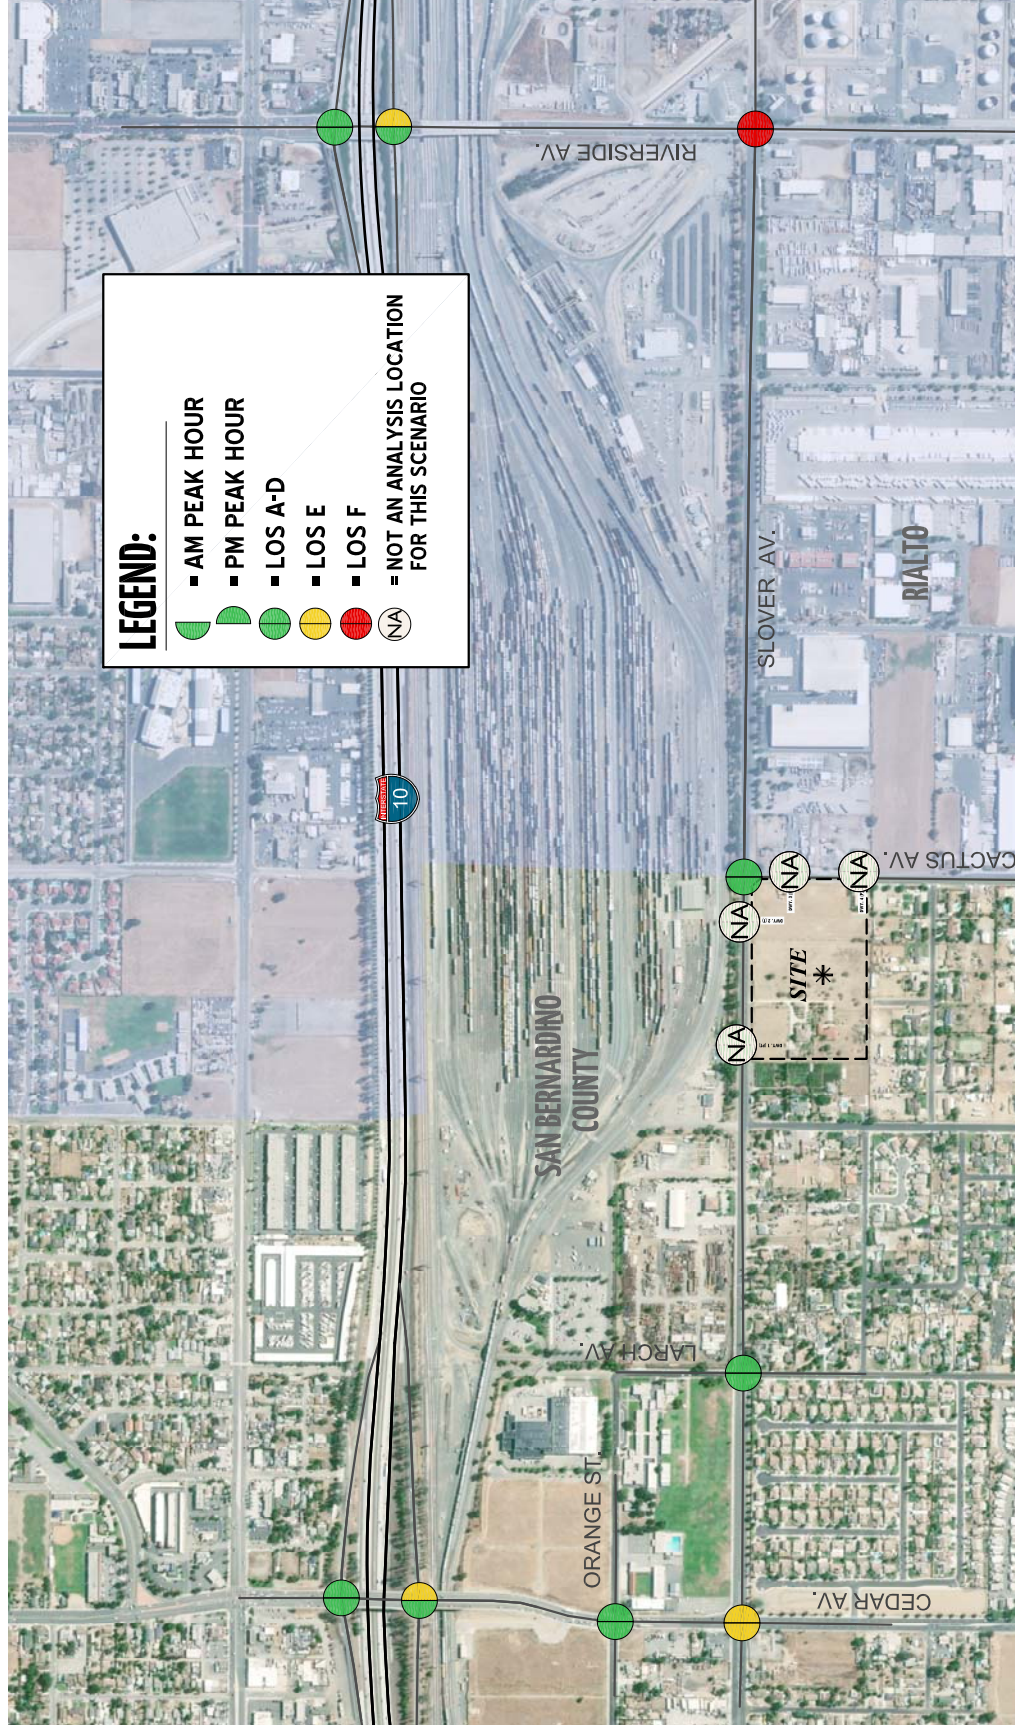 LEGEND:
= AM PEAK HOUR
= PM PEAK HOUR
= LOS A-D
= LOS E
= LOS F
NA = NOT AN ANALYSIS LOCATION
FOR THIS SCENARIO
INTERSTATE
10
RIVERSIDE AV.
SLOVER AV.
RIALTO
CACTUS AV.
NA
NA
NA
NA
SITE
SAN BERNARDINO
COUNTY
LARCH AV.
ORANGE ST.
CEDAR AV.